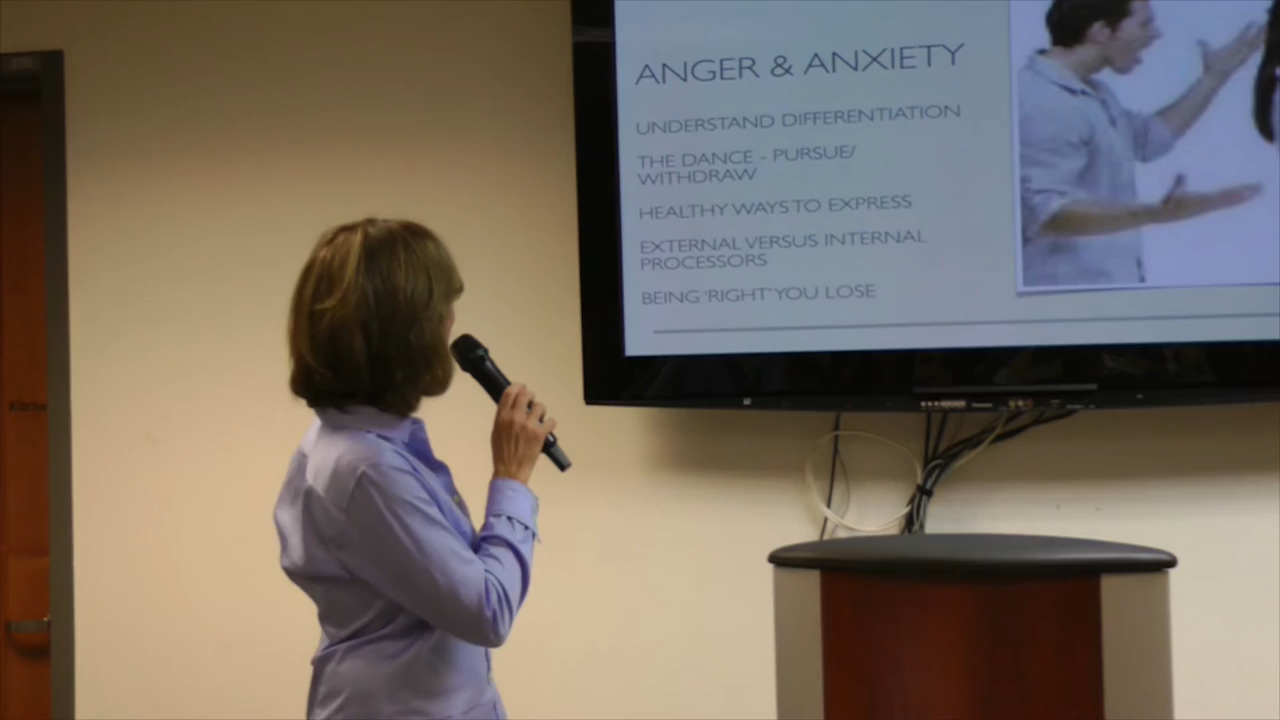 ANGER & ANXIETY
UNDERSTAND DIFFERENTIATION
THE DANCE - PURSUE/
WITHDRAW
HEALTHY WAYS TO EXPRESS
EXTERNAL VERSUS INTERNAL
PROCESSORS
BEING 'RIGHT' YOU LOSE